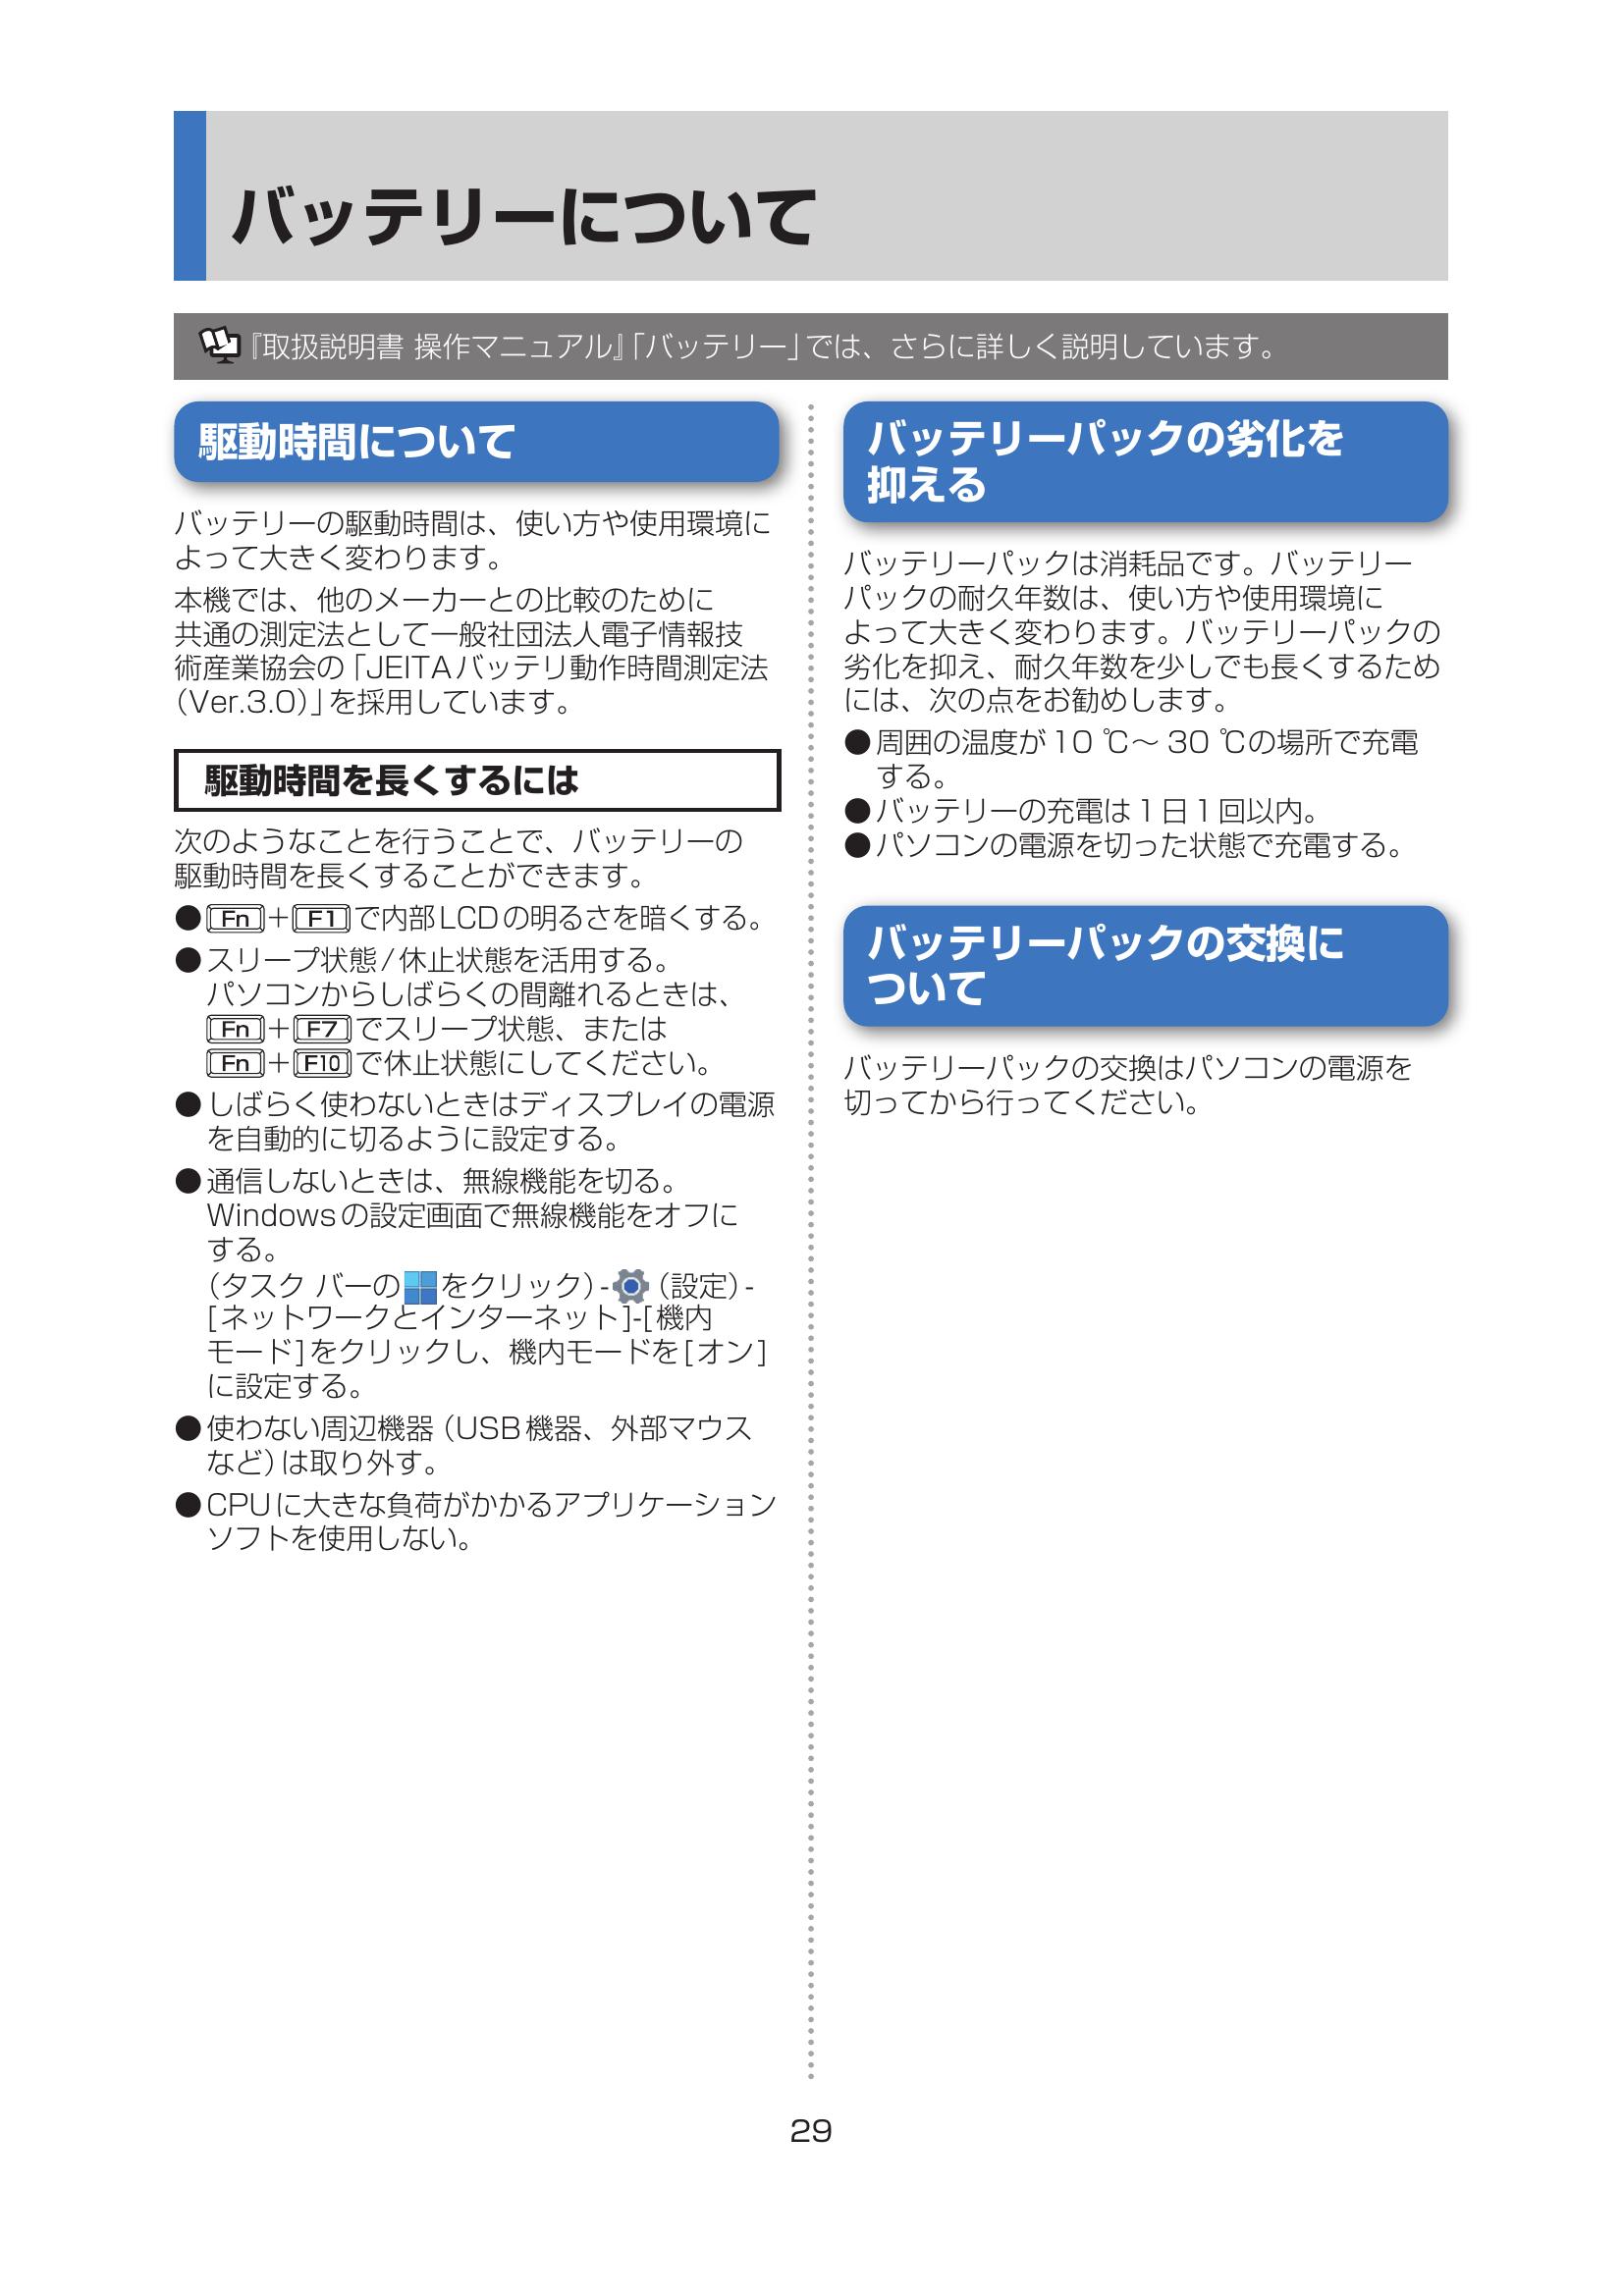 バッテリーについて
『取扱説明書 操作マニュアル』「バッテリー」では、さらに詳しく説明しています。
駆動時間について
バッテリーの駆動時間は、使い方や使用環境に
よって大きく変わります。
本機では、他のメーカーとの比較のために
共通の測定法として一般社団法人電子情報技
術産業協会の「JEITAバッテリ動作時間測定法
（Ver.3.0）」を採用しています。
駆動時間を長くするには
次のようなことを行うことで、バッテリーの
駆動時間を長くすることができます。
●Fn＋F1で内部LCDの明るさを暗くする。
●スリープ状態/休止状態を活用する。
パソコンからしばらくの間離れるときは、
Fn＋F7でスリープ状態、または
Fn＋F10で休止状態にしてください。
●しばらく使わないときはディスプレイの電源
を自動的に切るように設定する。
●通信しないときは、無線機能を切る。
Windowsの設定画面で無線機能をオフに
する。
（タスク バーの をクリック）- （設定）-
[ネットワークとインターネット]-[機内
モード]をクリックし、機内モードを[オン]
に設定する。
●使わない周辺機器（USB機器、外部マウス
など）は取り外す。
●CPUに大きな負荷がかかるアプリケーション
ソフトを使用しない。
バッテリーパックの劣化を
抑える
バッテリーパックは消耗品です。バッテリー
パックの耐久年数は、使い方や使用環境に
よって大きく変わります。バッテリーパックの
劣化を抑え、耐久年数を少しでも長くするため
には、次の点をお勧めします。
●周囲の温度が10 ℃～ 30 ℃の場所で充電
する。
●バッテリーの充電は1日1回以内。
●パソコンの電源を切った状態で充電する。
バッテリーパックの交換に
ついて
バッテリーパックの交換はパソコンの電源を
切ってから行ってください。
29